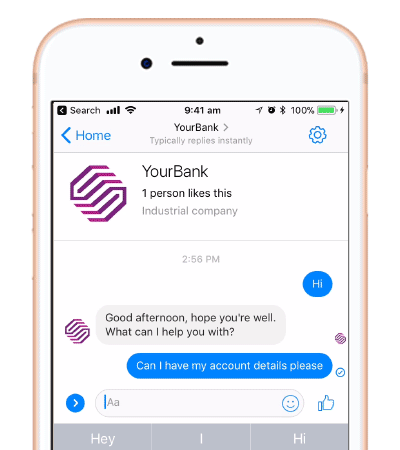 Search 9:41 am 100%
Home YourBank
Typically replies instantly
YourBank
1 person likes this
Industrial company
2:56 PM
Hi
Good afternoon, hope you're well.
What can I help you with?
Can I have my account details please
Aa
Hey I Hi